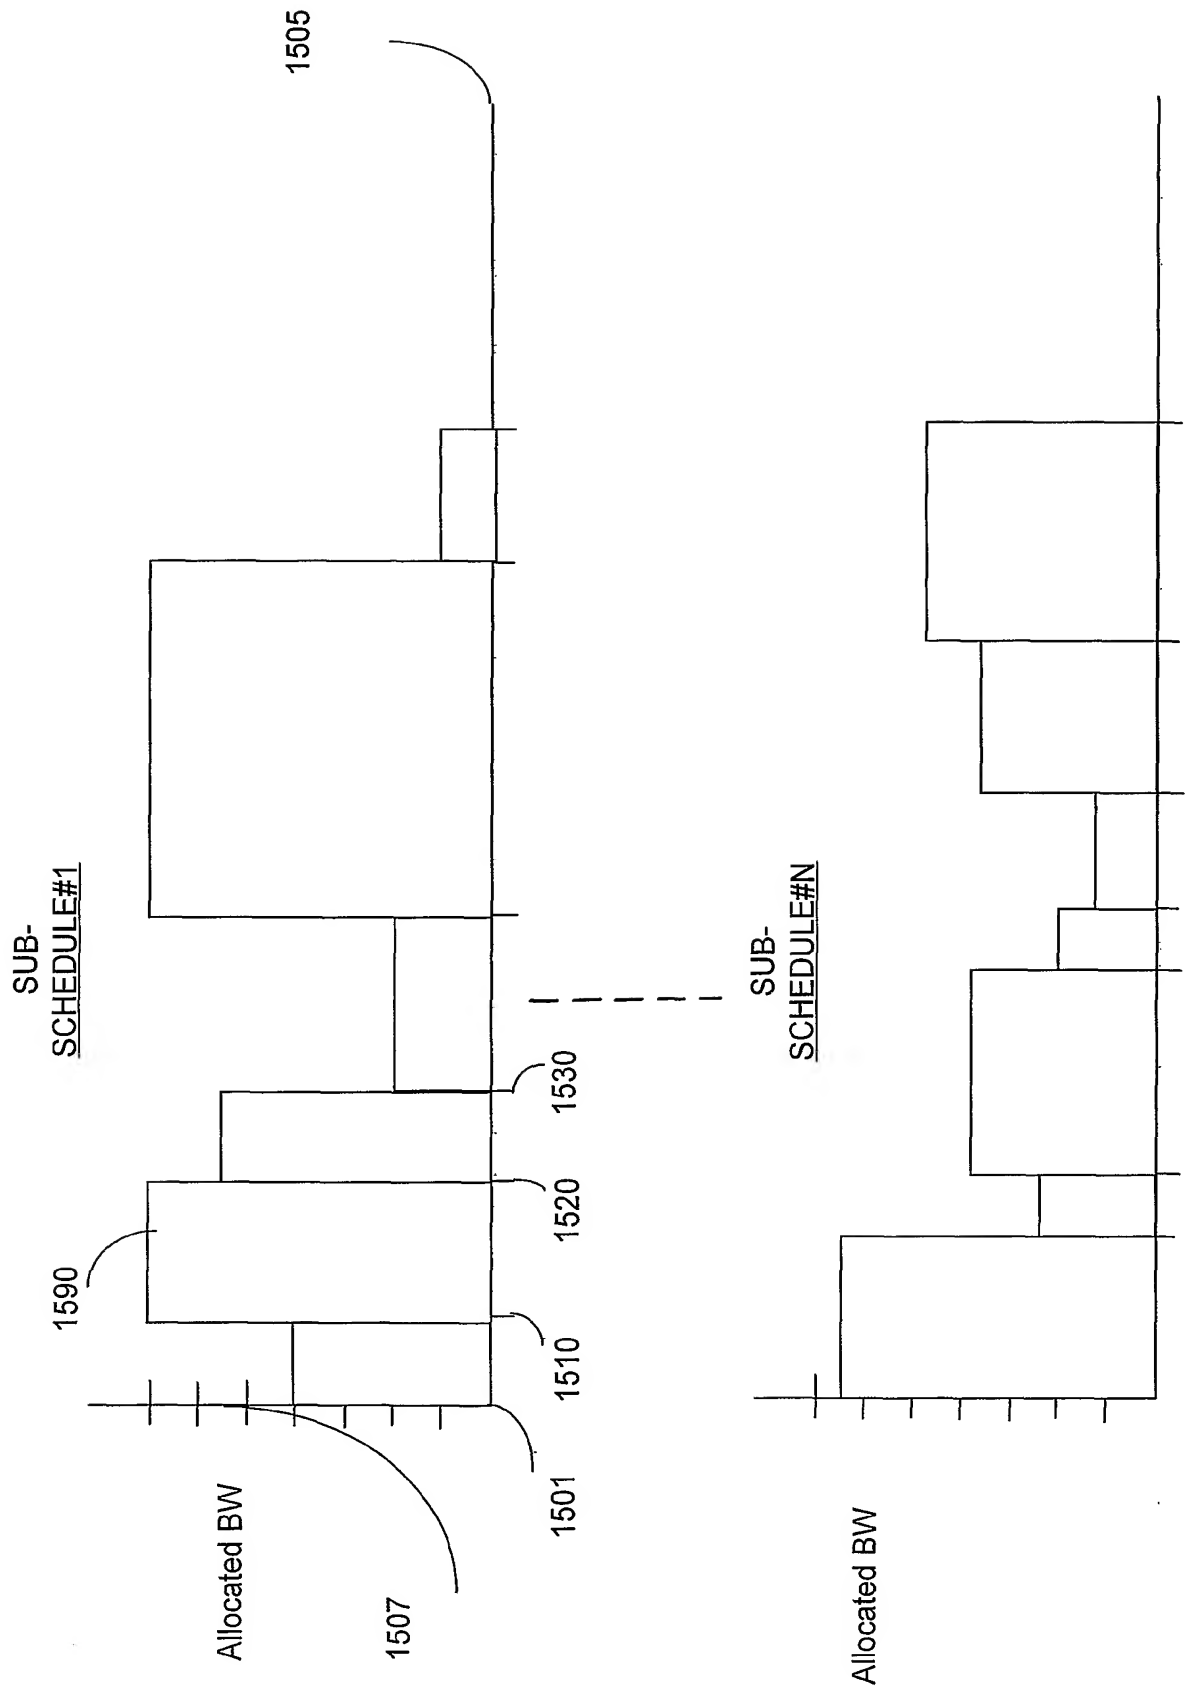 SUB-
SCHEDULE#1
1505
1590
Allocated BW
1507
1501
1510
1520
1530
SUB-
SCHEDULE#N
Allocated BW